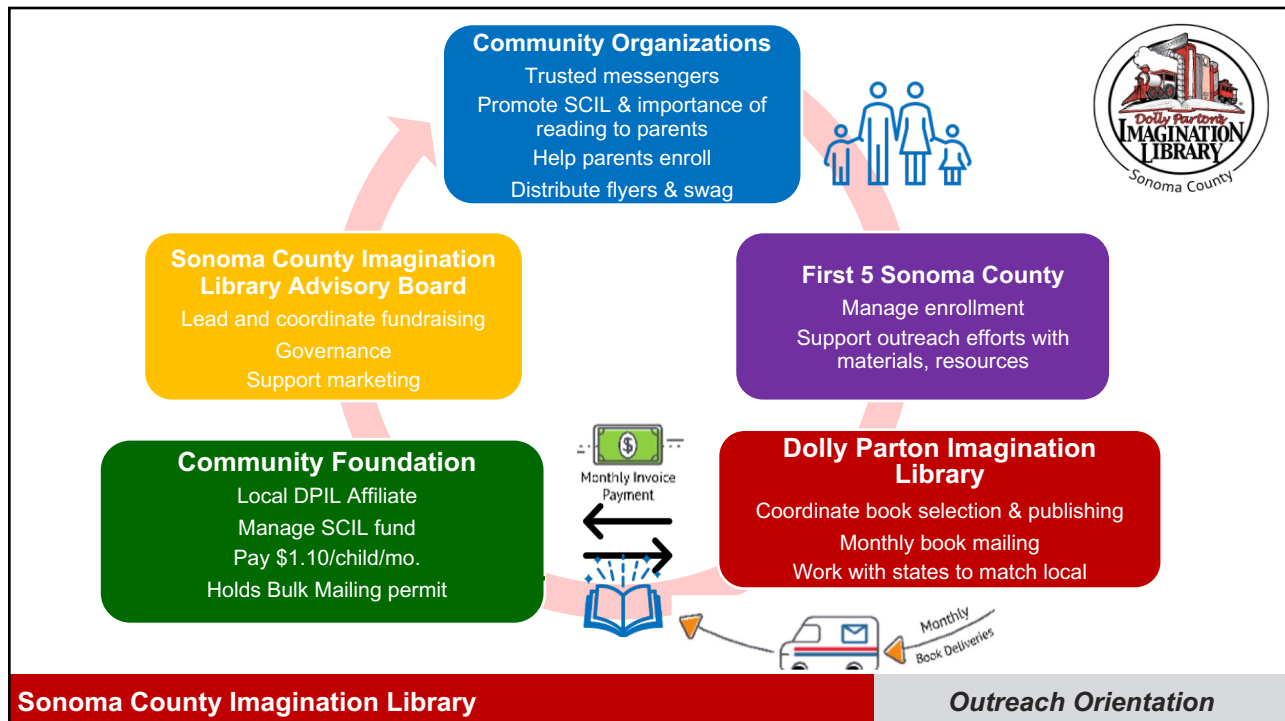 Community Organizations
Trusted messengers
Promote SCIL & importance of
reading to parents
Help parents enroll
Distribute flyers & swag
Dolly Parton's
IMAGINATION
LIBRARY
Sonoma County
Sonoma County Imagination
Library Advisory Board
Lead and coordinate fundraising
Governance
Support marketing
First 5 Sonoma County
Manage enrollment
Support outreach efforts with
materials, resources
Community Foundation
Local DPIL Affiliate
Manage SCIL fund
Pay $1.10/child/mo.
Holds Bulk Mailing permit
$
Monthly Invoice
Payment
Dolly Parton Imagination
Library
Coordinate book selection & publishing
Monthly book mailing
Work with states to match local
Monthly
Book Deliveries
Sonoma County Imagination Library
Outreach Orientation